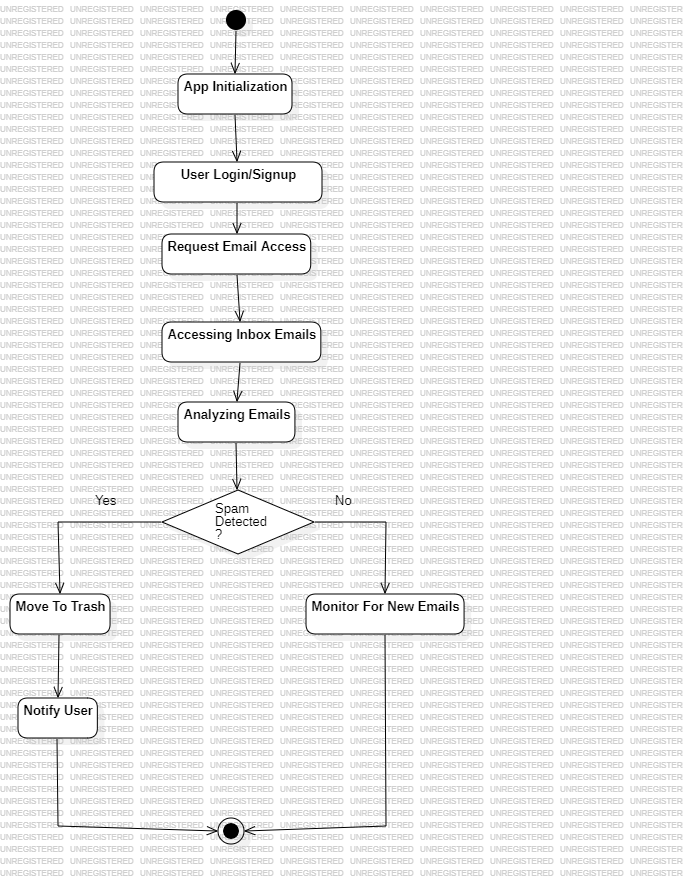 App Initialization
User Login/Signup
Request Email Access
Accessing Inbox Emails
Analyzing Emails
Yes
No
Spam
Detected
?
Move To Trash
Monitor For New Emails
Notify User
UNREGISTERED